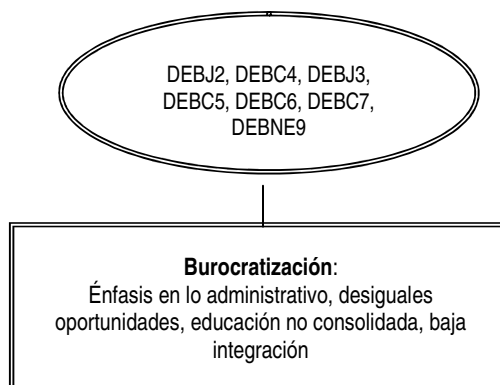 DEBJ2, DEBC4, DEBJ3,
DEBC5, DEBC6, DEBC7,
DEBNE9
Burocratización:
Énfasis en lo administrativo, desiguales
oportunidades, educación no consolidada, baja
integración